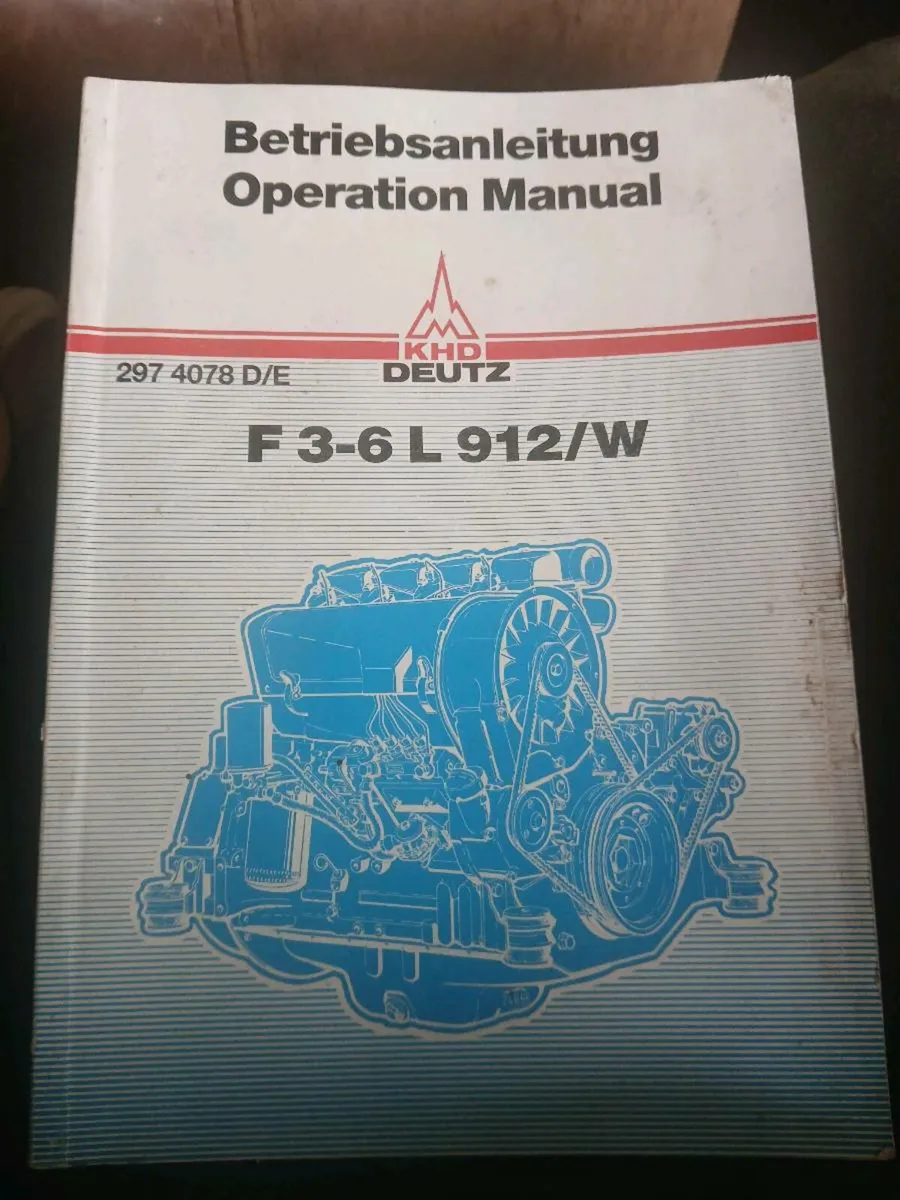 Betriebsanleitung
Operation Manual
KHD
DEUTZ
297 4078 D/E
F 3-6 L 912/W